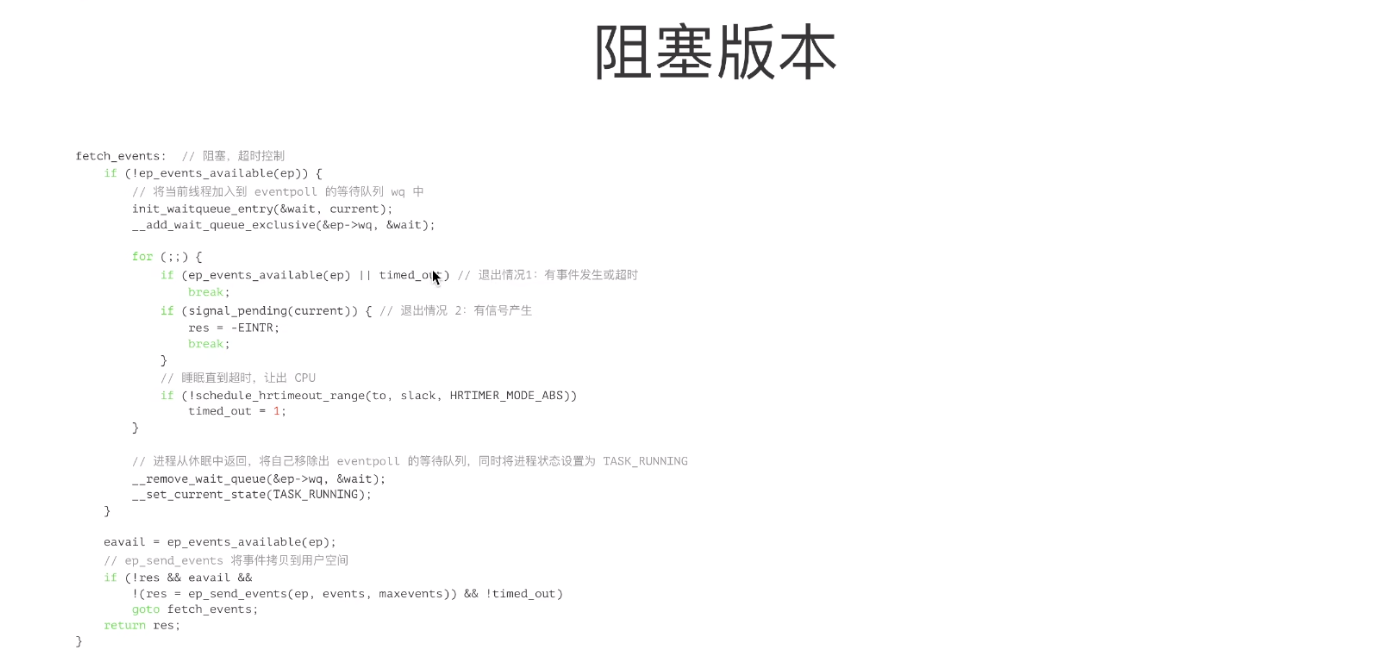 阻塞版本
fetch_events:  // 阻塞，超时控制
    if (!ep_events_available(ep)) {
        // 将当前线程加入到 eventpoll 的等待队列 wq 中
        init_waitqueue_entry(&wait, current);
        __add_wait_queue_exclusive(&ep->wq, &wait);
        for (;;) {
            if (ep_events_available(ep) || timed_out) // 退出情况1：有事件发生或超时
                break;
            if (signal_pending(current)) { // 退出情况 2：有信号产生
                res = -EINTR;
                break;
            }
            // 睡眠直到超时，让出 CPU
            if (!schedule_hrtimeout_range(to, slack, HRTIMER_MODE_ABS))
                timed_out = 1;
        }
        // 进程从休眠中返回，将自己移除出 eventpoll 的等待队列，同时将进程状态设置为 TASK_RUNNING
        __remove_wait_queue(&ep->wq, &wait);
        __set_current_state(TASK_RUNNING);
    }
    eavail = ep_events_available(ep);
    // ep_send_events 将事件拷贝到用户空间
    if (!res && eavail &&
        !(res = ep_send_events(ep, events, maxevents)) && !timed_out)
        goto fetch_events;
    return res;
}